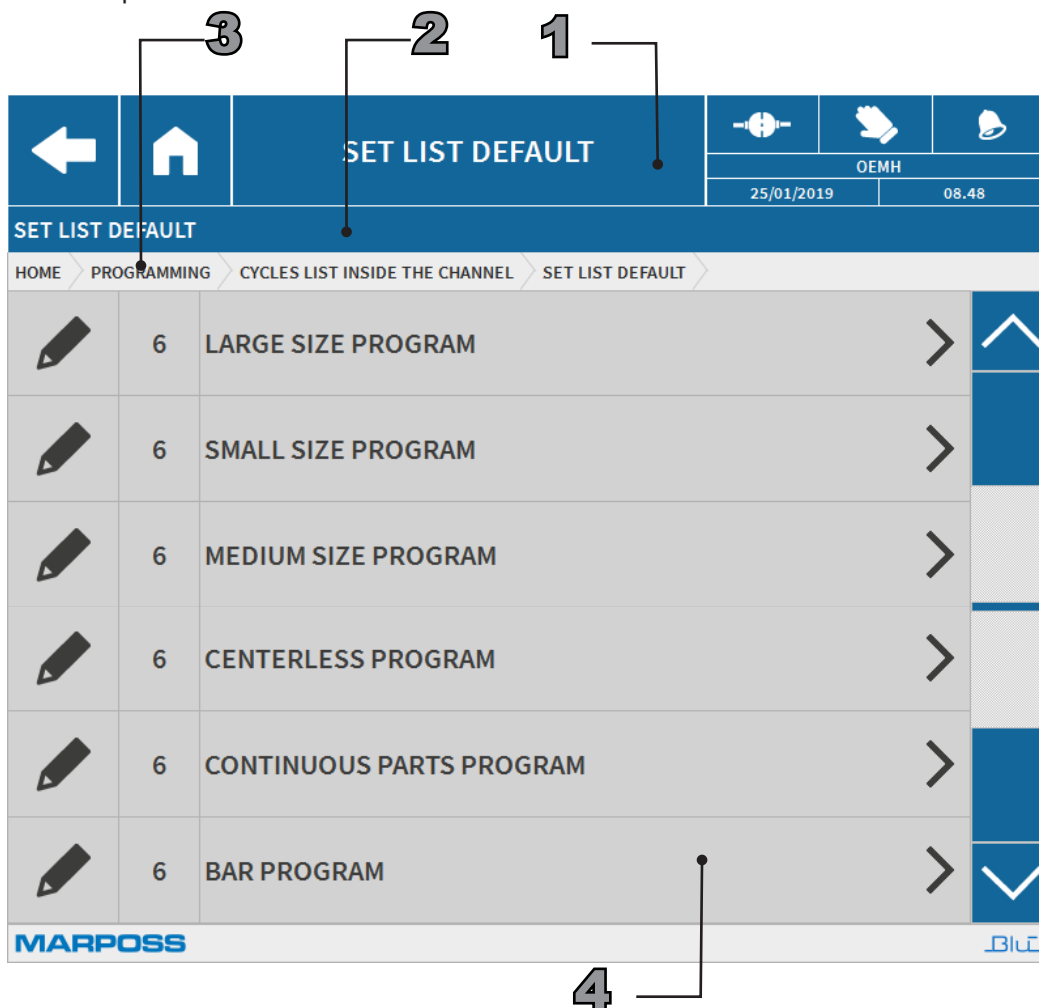 3 2 1
SET LIST DEFAULT
OEMH
25/01/2019 08.48
SET LIST DEFAULT
HOME PROGRAMMING CYCLES LIST INSIDE THE CHANNEL SET LIST DEFAULT
6 LARGE SIZE PROGRAM
6 SMALL SIZE PROGRAM
6 MEDIUM SIZE PROGRAM
6 CENTERLESS PROGRAM
6 CONTINUOUS PARTS PROGRAM
6 BAR PROGRAM
MARPOSS Blú
4